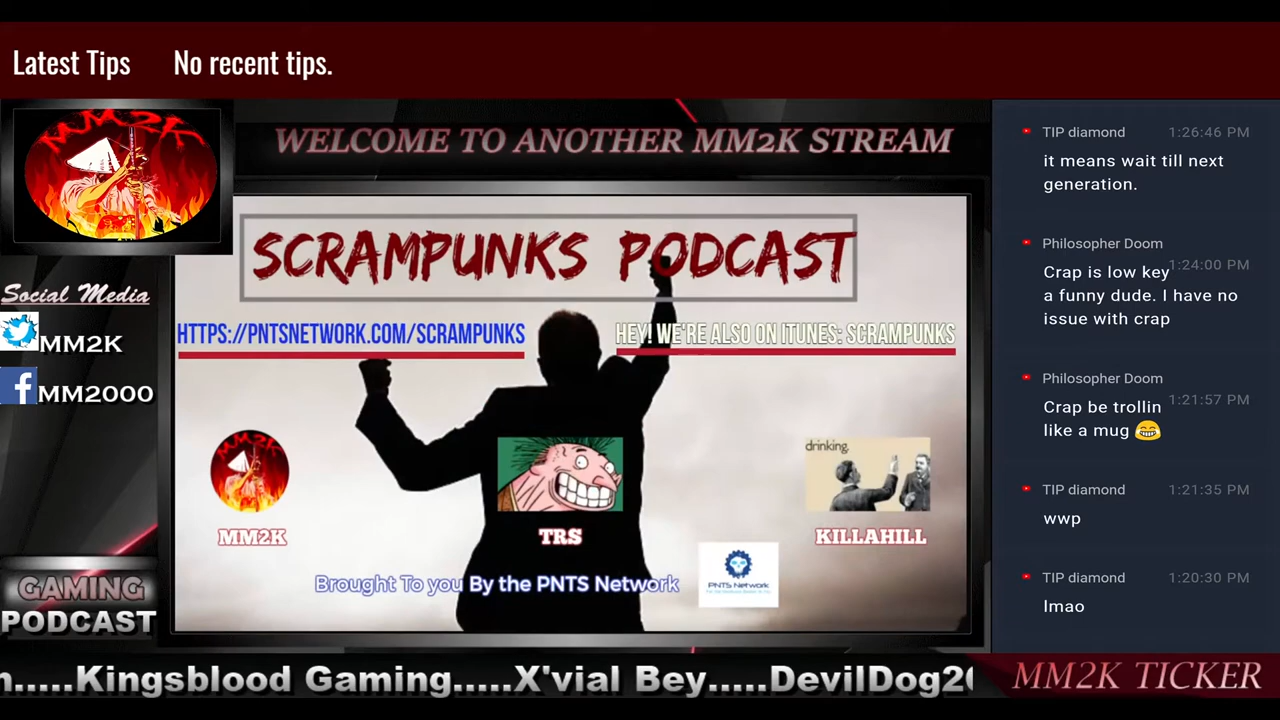 Latest Tips No recent tips.
MM2K
WELCOME TO ANOTHER MM2K STREAM
SCRAMPUNKS PODCAST
HTTPS://PNTSNETWORK.COM/SCRAMPUNKS
HEY! WE'RE ALSO ON ITUNES: SCRAMPUNKS
Social Media
MM2K
MM2000
MM2K
drinking.
MM2K
TRS
KILLAHILL
Brought To you By the PNTS Network
PNTS Network
GAMING
PODCAST
TIP diamond 1:26:46 PM
it means wait till next
generation.
Philosopher Doom
1:24:00 PM
Crap is low key
a funny dude. I have no
issue with crap
Philosopher Doom
1:21:57 PM
Crap be trollin
like a mug 😂
TIP diamond 1:21:35 PM
wwp
TIP diamond 1:20:30 PM
lmao
.....Kingsblood Gaming.....X'vial Bey.....DevilDog20
MM2K TICKER